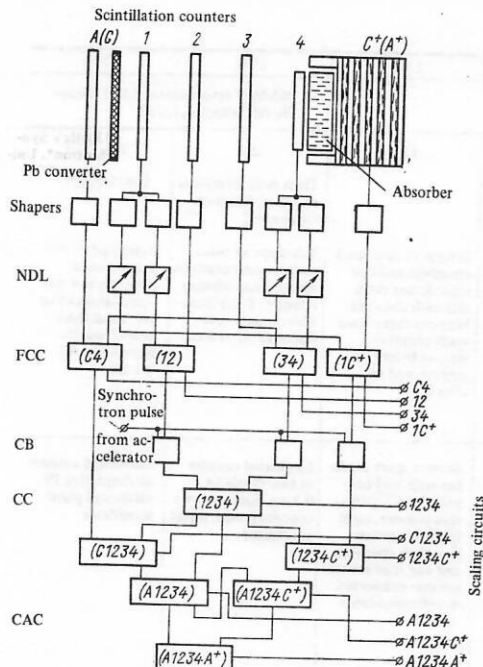 Scintillation counters
A(C) 1 2 3 4 C⁺(A⁺)
Pb converter
Absorber
Shapers
NDL
FCC (C4) (12) (34) (1C⁺)
C4
12
34
1C⁺
Synchro-
tron pulse
from ac-
celerator
CB
CC (1234) 1234
C1234
(C1234) (1234C⁺) 1234C⁺
(A1234) (A1234C⁺) A1234
CAC A1234C⁺
(A1234A⁺) A1234A⁺
Scaling circuits